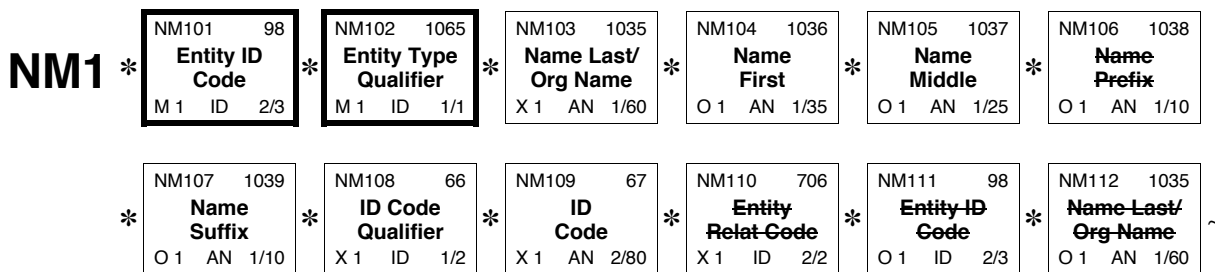 NM1 * NM101 98 * NM102 1065 * NM103 1035 * NM104 1036 * NM105 1037 * NM106 1038
Entity ID Entity Type Name Last/ Name Name Name
Code Qualifier Org Name First Middle Prefix
M 1 ID 2/3 M 1 ID 1/1 X 1 AN 1/60 O 1 AN 1/35 O 1 AN 1/25 O 1 AN 1/10
* NM107 1039 * NM108 66 * NM109 67 * NM110 706 * NM111 98 * NM112 1035 ~
Name ID Code ID Entity Entity ID Name Last/
Suffix Qualifier Code Relat Code Code Org Name
O 1 AN 1/10 X 1 ID 1/2 X 1 AN 2/80 X 1 ID 2/2 O 1 ID 2/3 O 1 AN 1/60